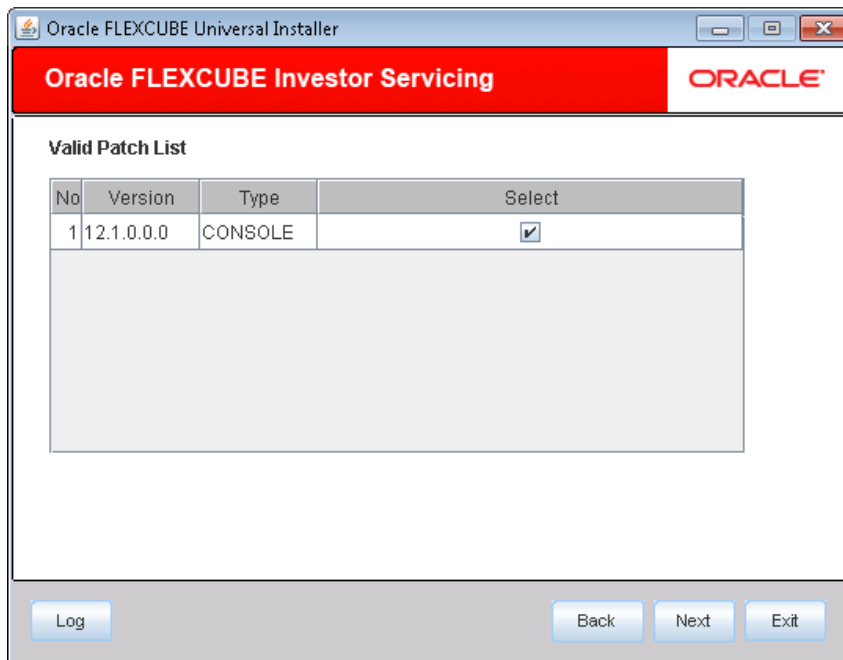 Oracle FLEXCUBE Universal Installer
Oracle FLEXCUBE Investor Servicing
ORACLE
Valid Patch List
No Version Type Select
1 12.1.0.0.0 CONSOLE
Log Back Next Exit